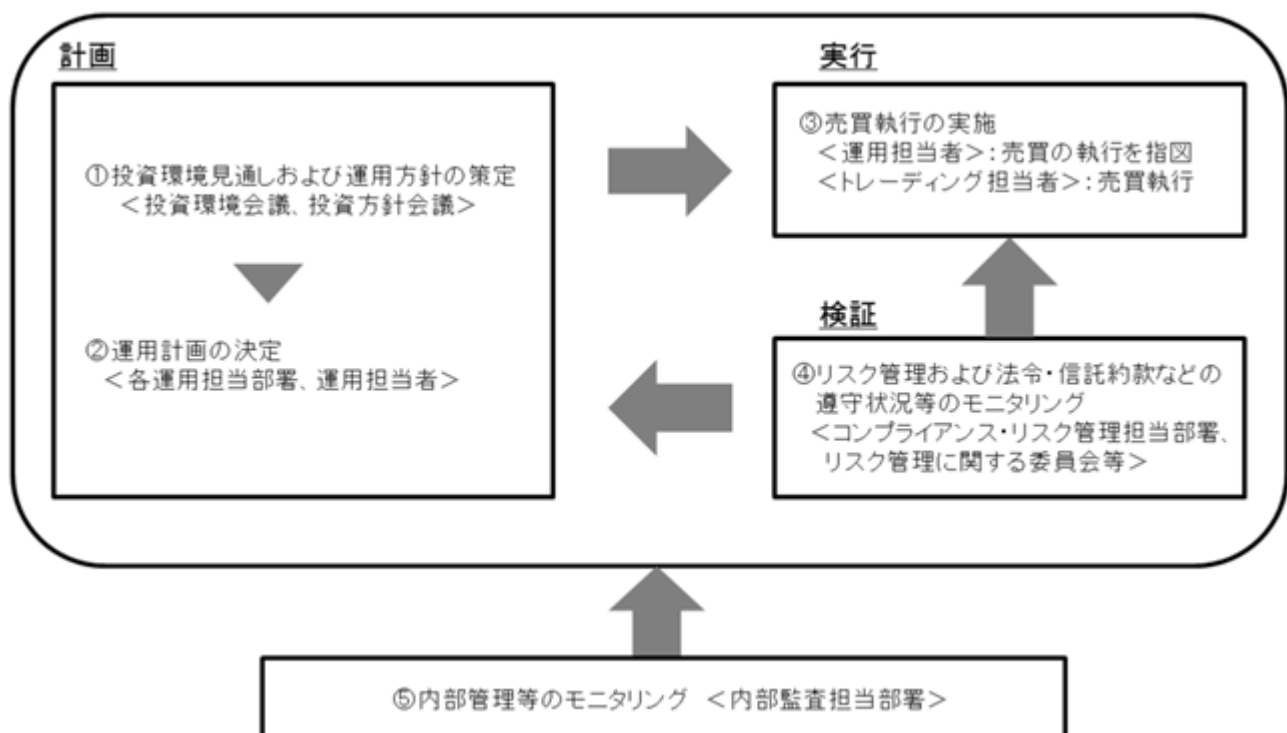 計画
①投資環境見通しおよび運用方針の策定
＜投資環境会議、投資方針会議＞
②運用計画の決定
＜各運用担当部署、運用担当者＞
実行
③売買執行の実施
＜運用担当者＞：売買の執行を指図
＜トレーディング担当者＞：売買執行
検証
④リスク管理および法令・信託約款などの
遵守状況等のモニタリング
＜コンプライアンス・リスク管理担当部署、
リスク管理に関する委員会等＞
⑤内部管理等のモニタリング ＜内部監査担当部署＞